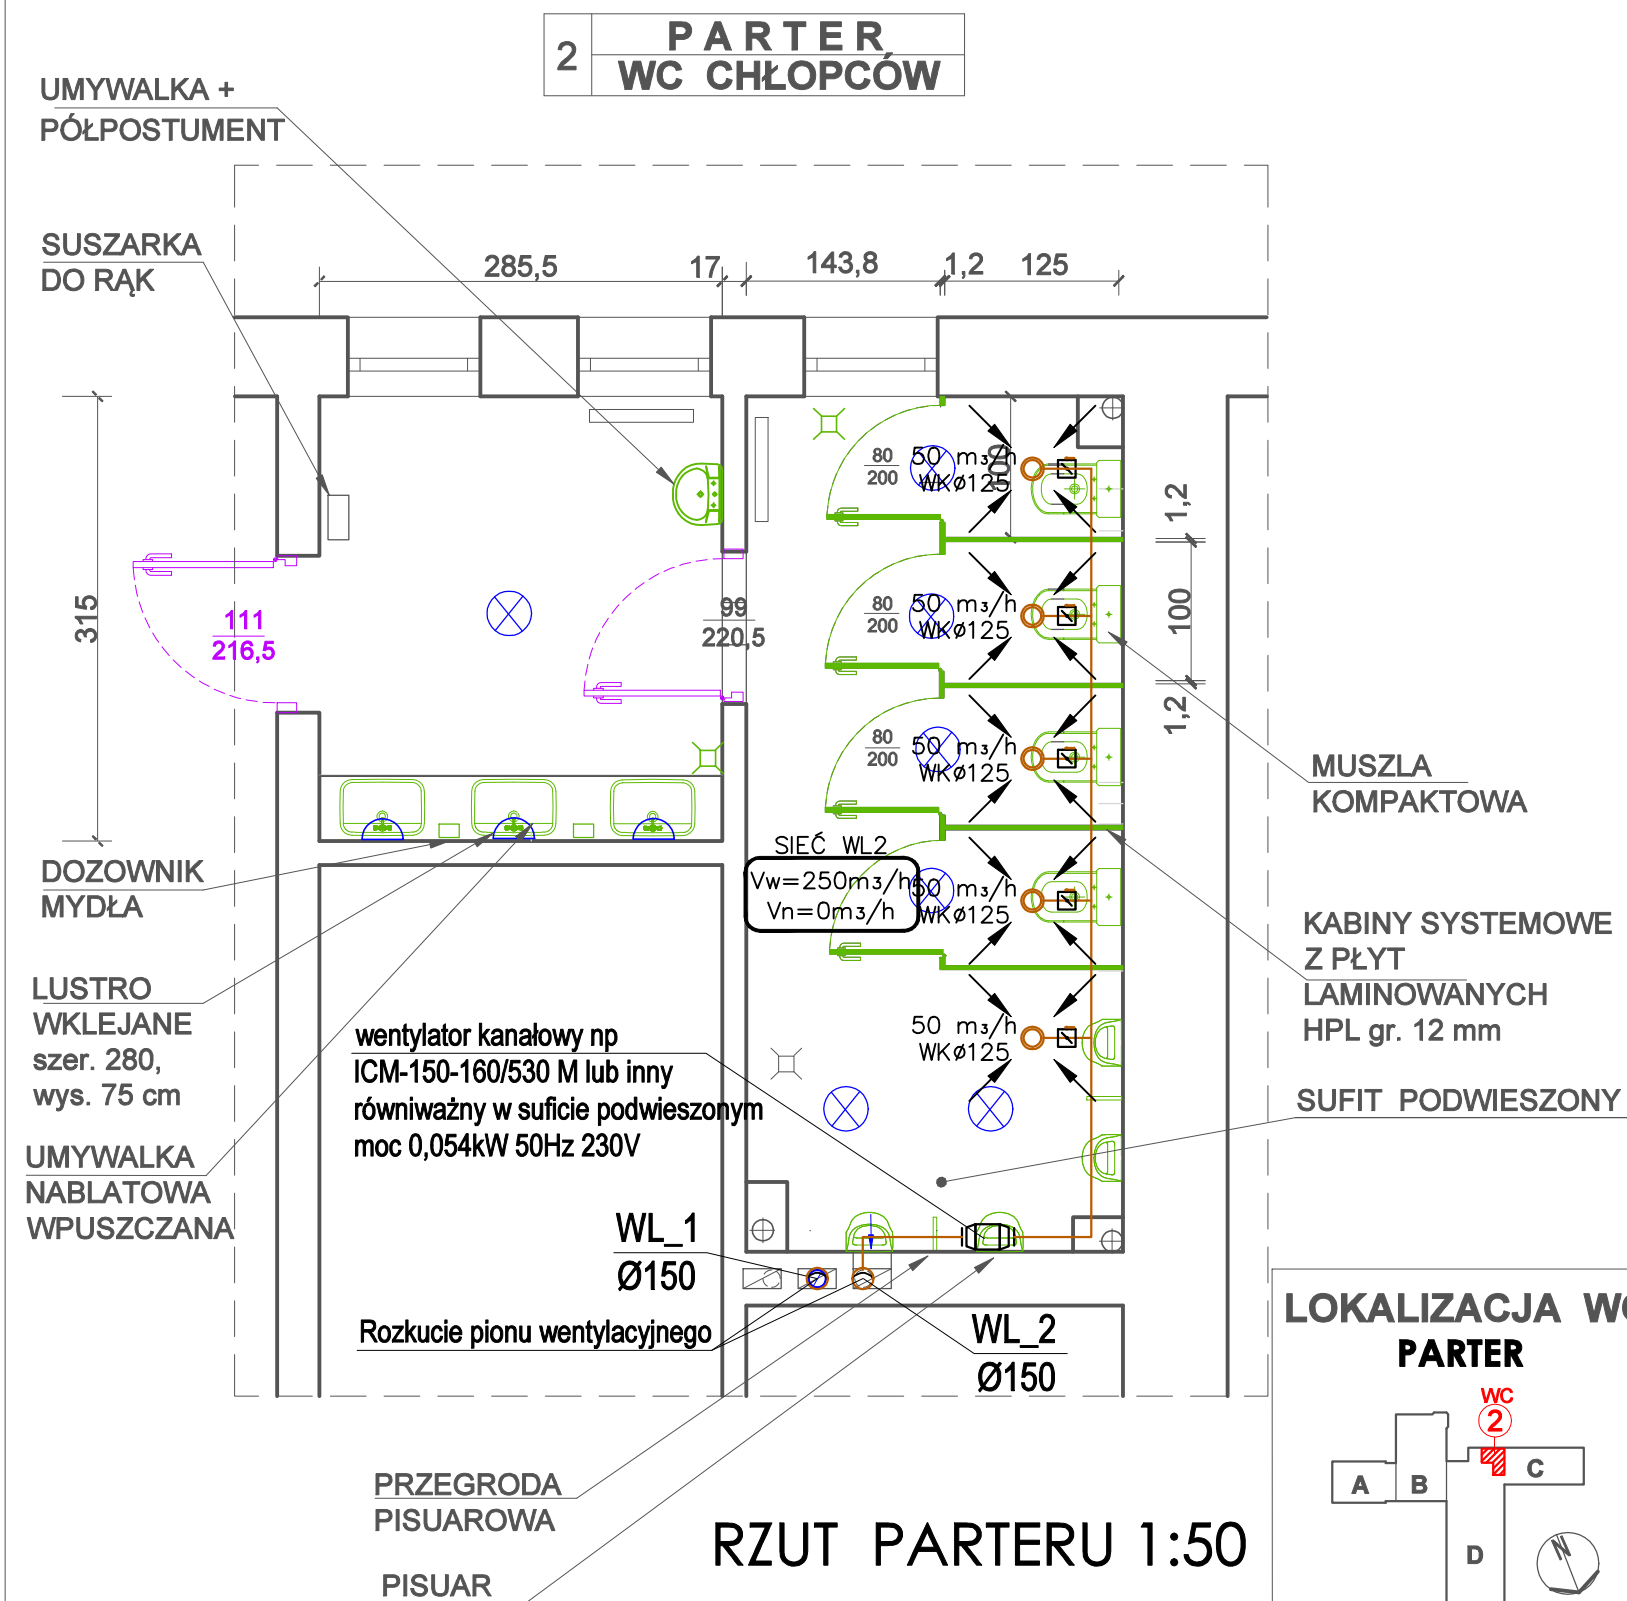 2
PARTER
WC CHŁOPCÓW
UMYWALKA +
PÓŁPOSTUMENT
SUSZARKA
DO RĄK
285,5
17
143,8
1,2
125
80
200
50 m3/h
WKø125
100
1,2
100
1,2
315
111
216,5
99
220,5
80
200
50 m3/h
WKø125
80
200
50 m3/h
WKø125
MUSZLA
KOMPAKTOWA
SIEĆ WL2
Vw=250m3/h
Vn=0m3/h
50 m3/h
WKø125
DOZOWNIK
MYDŁA
KABINY SYSTEMOWE
Z PŁYT
LAMINOWANYCH
HPL gr. 12 mm
LUSTRO
WKLEJANE
szer. 280,
wys. 75 cm
50 m3/h
WKø125
wentylator kanałowy np
ICM-150-160/530 M lub inny
równiważny w suficie podwieszonym
moc 0,054kW 50Hz 230V
SUFIT PODWIESZONY
UMYWALKA
NABLATOWA
WPUSZCZANA
WL_1
Ø150
Rozkucie pionu wentylacyjnego
WL_2
Ø150
LOKALIZACJA WC
PARTER
WC
2
A
B
C
D
N
PRZEGRODA
PISUAROWA
PISUAR
RZUT PARTERU 1:50